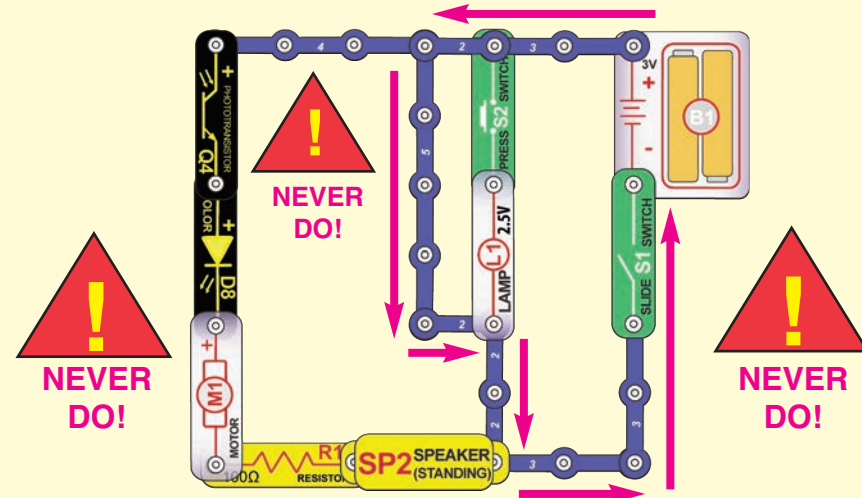 4
2
3
3V
+
-
B1
+
PHOTOTRANSISTOR
Q4
!
NEVER
DO!
5
PRESS S2 SWITCH
+
OLOR
D8
LAMP L1 2.5V
SLIDE S1 SWITCH
!
NEVER
DO!
!
NEVER
DO!
2
2
2
3
+
M1
MOTOR
R1
100Ω
RESISTOR
SP2 SPEAKER
(STANDING)
3